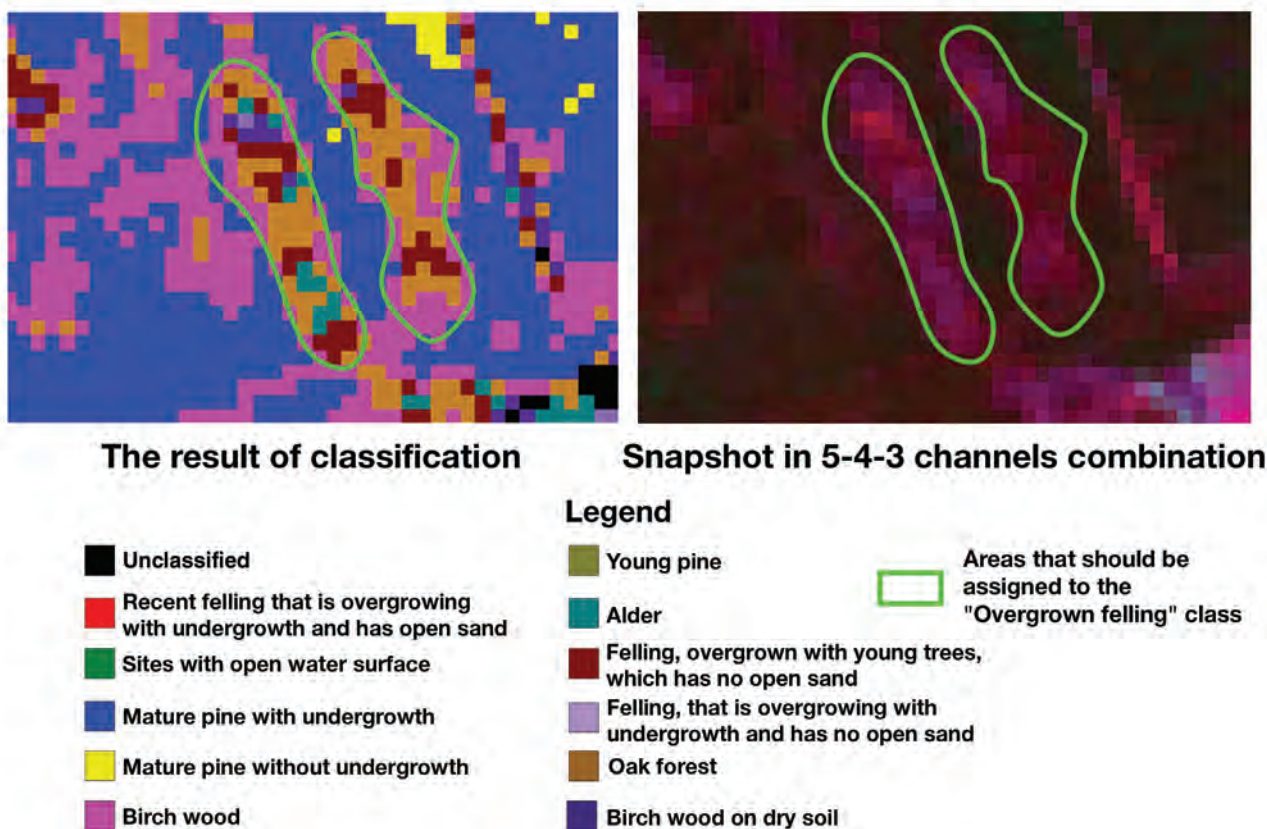 The result of classification
Snapshot in 5-4-3 channels combination
Legend
Unclassified
Recent felling that is overgrowing
with undergrowth and has open sand
Sites with open water surface
Mature pine with undergrowth
Mature pine without undergrowth
Birch wood
Young pine
Alder
Felling, overgrown with young trees,
which has no open sand
Felling, that is overgrowing with
undergrowth and has no open sand
Oak forest
Birch wood on dry soil
Areas that should be
assigned to the
"Overgrown felling" class